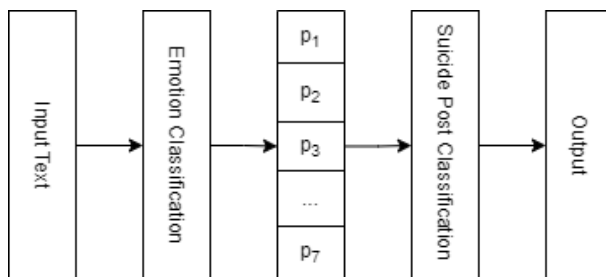 Input Text
Emotion Classification
p1
p2
p3
...
p7
Suicide Post Classification
Output